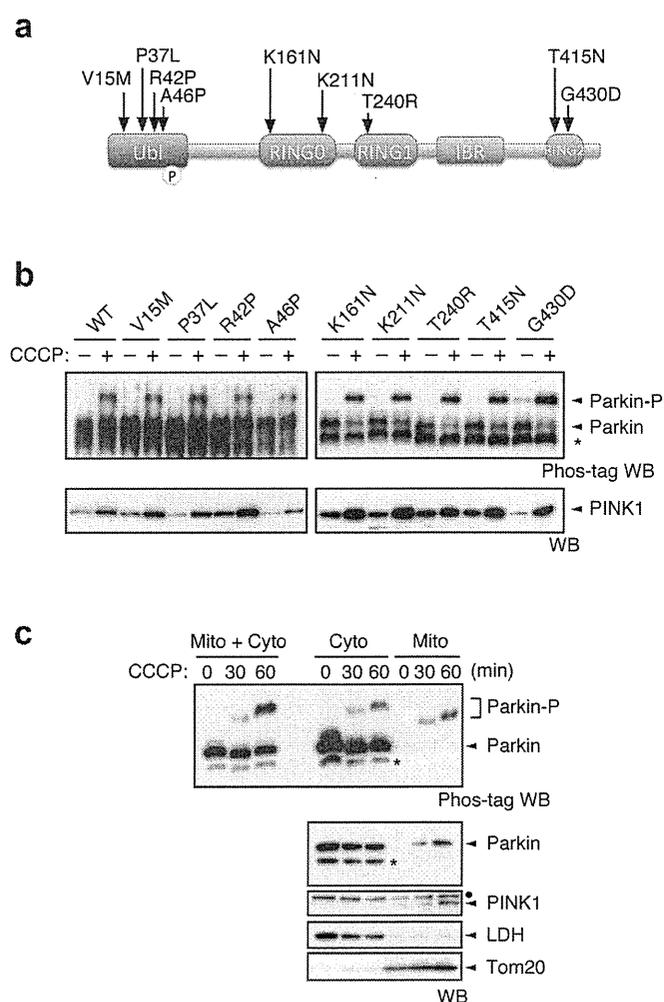 a
P37L K161N T415N
V15M R42P K211N
A46P T240R G430D
Ubl RING0 RING1 IBR RING2
P
b
WT V15M P37L R42P A46P K161N K211N T240R T415N G430D
CCCP: – + – + – + – + – + – + – + – + – + – +
Parkin-P
Parkin
*
Phos-tag WB
PINK1
WB
c
Mito + Cyto Cyto Mito
CCCP: 0 30 60 0 30 60 0 30 60 (min)
Parkin-P
Parkin
*
Phos-tag WB
Parkin
*
PINK1
LDH
Tom20
WB